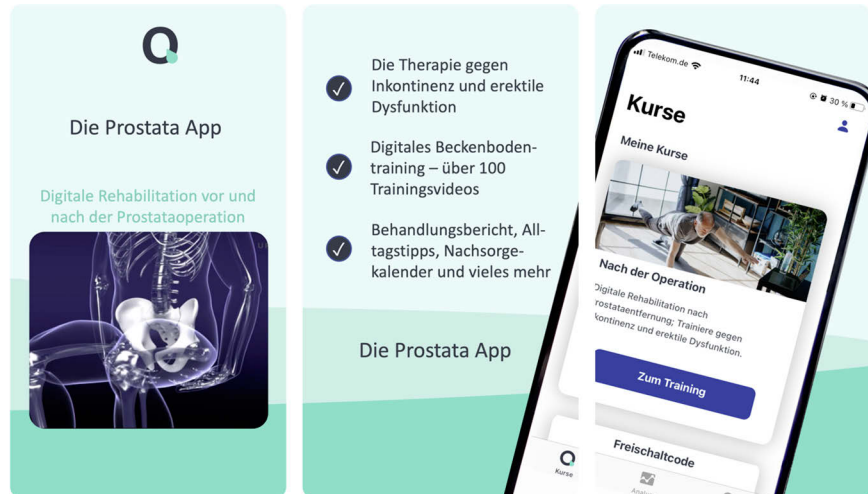 Die Prostata App
Digitale Rehabilitation vor und
nach der Prostataoperation
Die Therapie gegen
Inkontinenz und erektile
Dysfunktion
Digitales Beckenboden-
training – über 100
Trainingsvideos
Behandlungsbericht, All-
tagstipps, Nachsorge-
kalender und vieles mehr
Die Prostata App
Telekom.de
11:44
30 %
Kurse
Meine Kurse
Nach der Operation
Digitale Rehabilitation nach
rostataentfernung; Trainiere gegen
kontinenz und erektile Dysfunktion.
Zum Training
Freischaltcode
Kurse